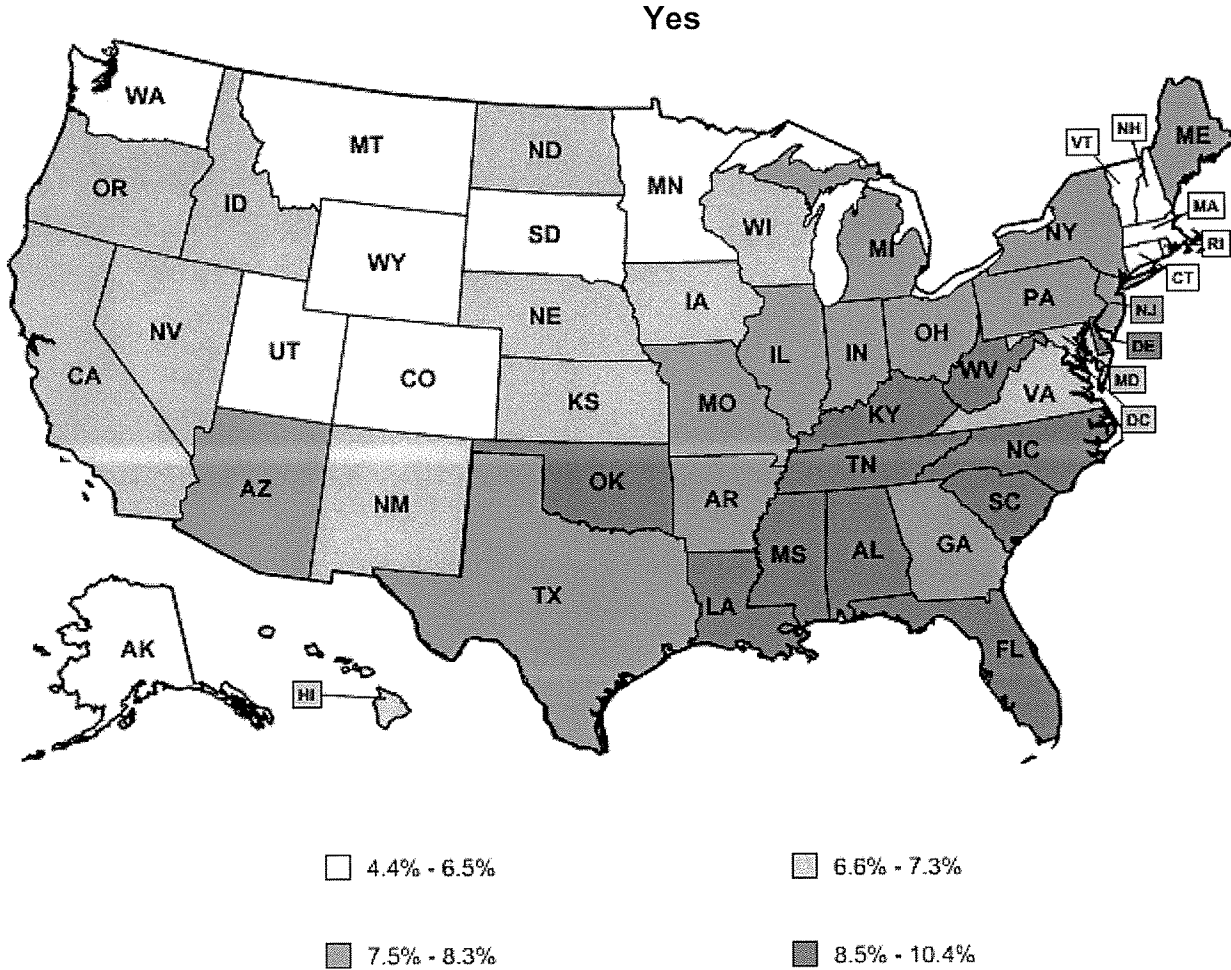 Yes
WA
MT
ND
MN
VT
NH
ME
OR
ID
SD
WI
MI
NY
MA
RI
CT
WY
IA
PA
NJ
NV
NE
IL
IN
OH
DE
CA
UT
CO
KS
MO
WV
VA
MD
KY
DC
AZ
NM
OK
AR
TN
NC
SC
MS
AL
GA
TX
LA
FL
AK
HI
4.4% - 6.5%
6.6% - 7.3%
7.5% - 8.3%
8.5% - 10.4%